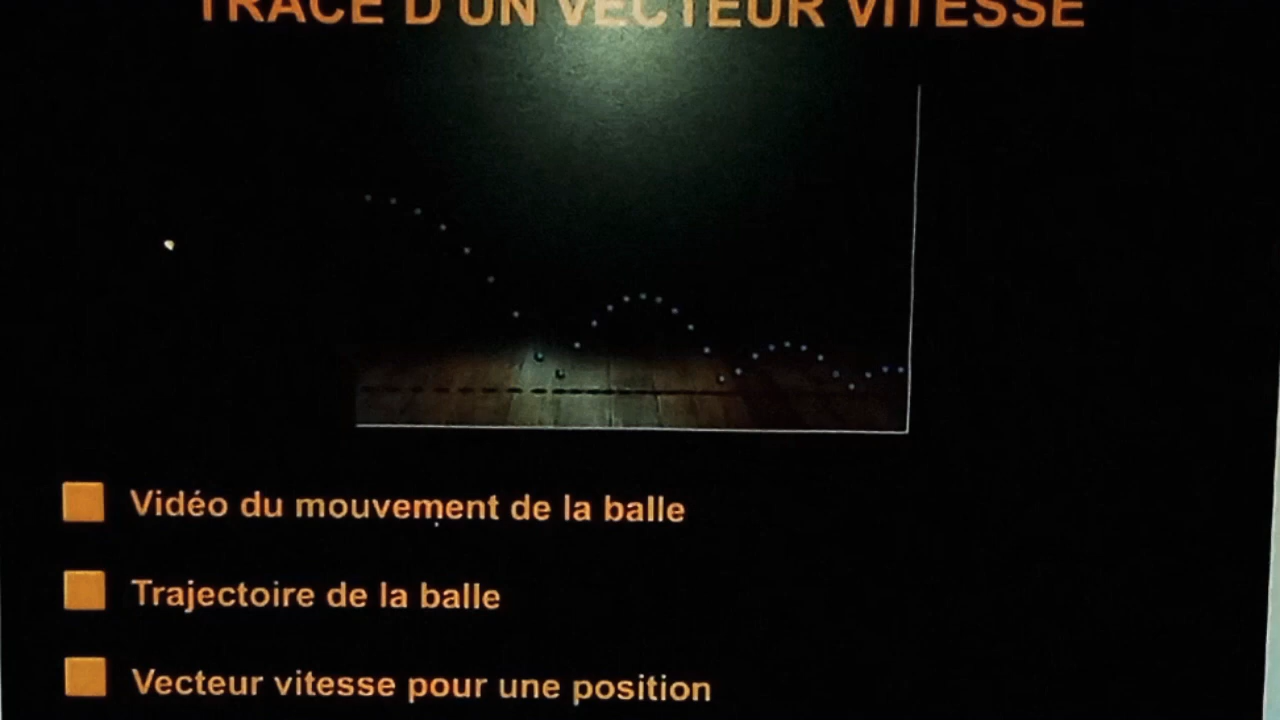 TRACÉ D'UN VECTEUR VITESSE
Vidéo du mouvement de la balle
Trajectoire de la balle
Vecteur vitesse pour une position